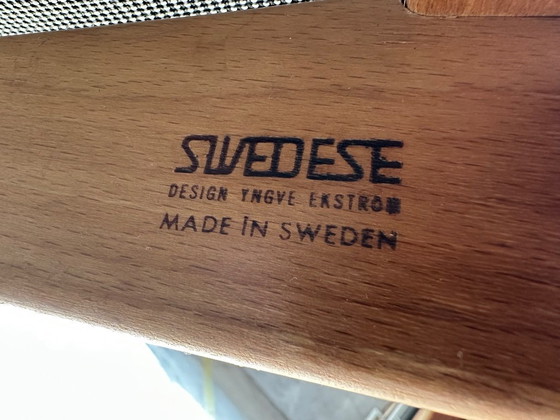 SWEDESE
DESIGN YNGVE EKSTRÖM
MADE IN SWEDEN